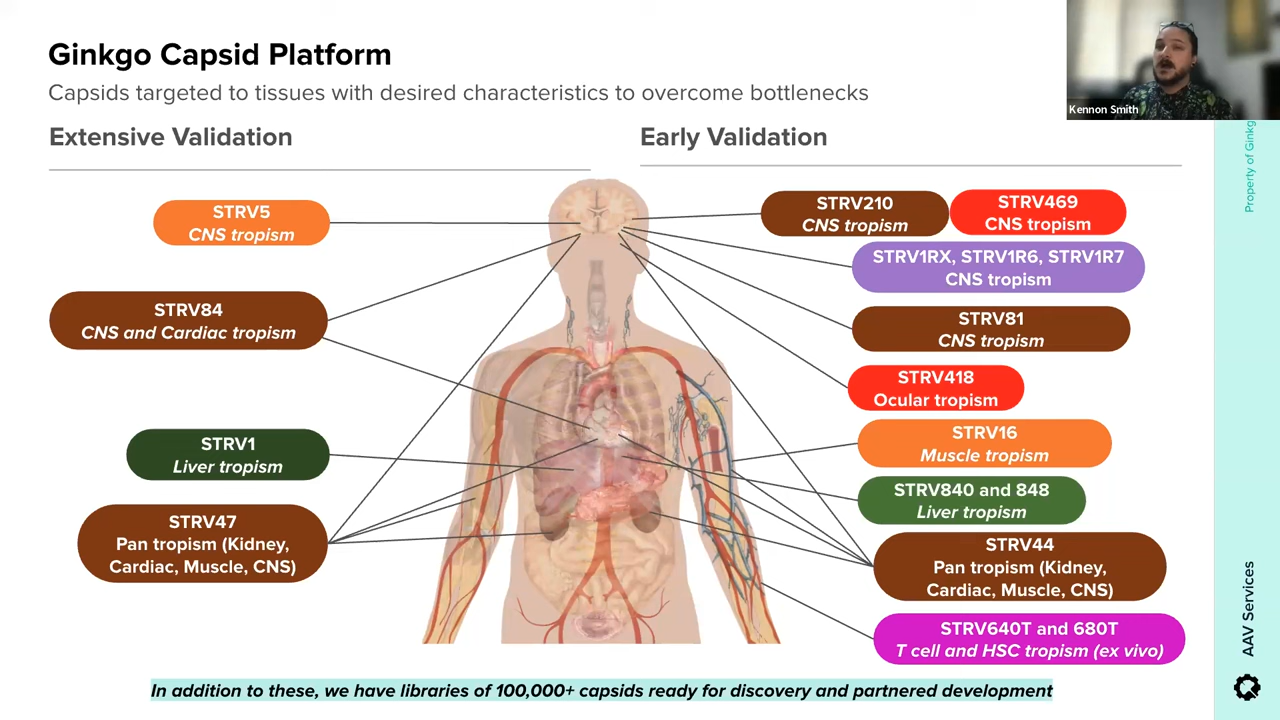 Ginkgo Capsid Platform
Capsids targeted to tissues with desired characteristics to overcome bottlenecks
Kennon Smith
Extensive Validation
STRV5
CNS tropism
STRV84
CNS and Cardiac tropism
STRV1
Liver tropism
STRV47
Pan tropism (Kidney,
Cardiac, Muscle, CNS)
Early Validation
STRV210
CNS tropism
STRV469
CNS tropism
STRV1RX, STRV1R6, STRV1R7
CNS tropism
STRV81
CNS tropism
STRV418
Ocular tropism
STRV16
Muscle tropism
STRV840 and 848
Liver tropism
STRV44
Pan tropism (Kidney,
Cardiac, Muscle, CNS)
STRV640T and 680T
T cell and HSC tropism (ex vivo)
In addition to these, we have libraries of 100,000+ capsids ready for discovery and partnered development
Property of Ginkg
AAV Services